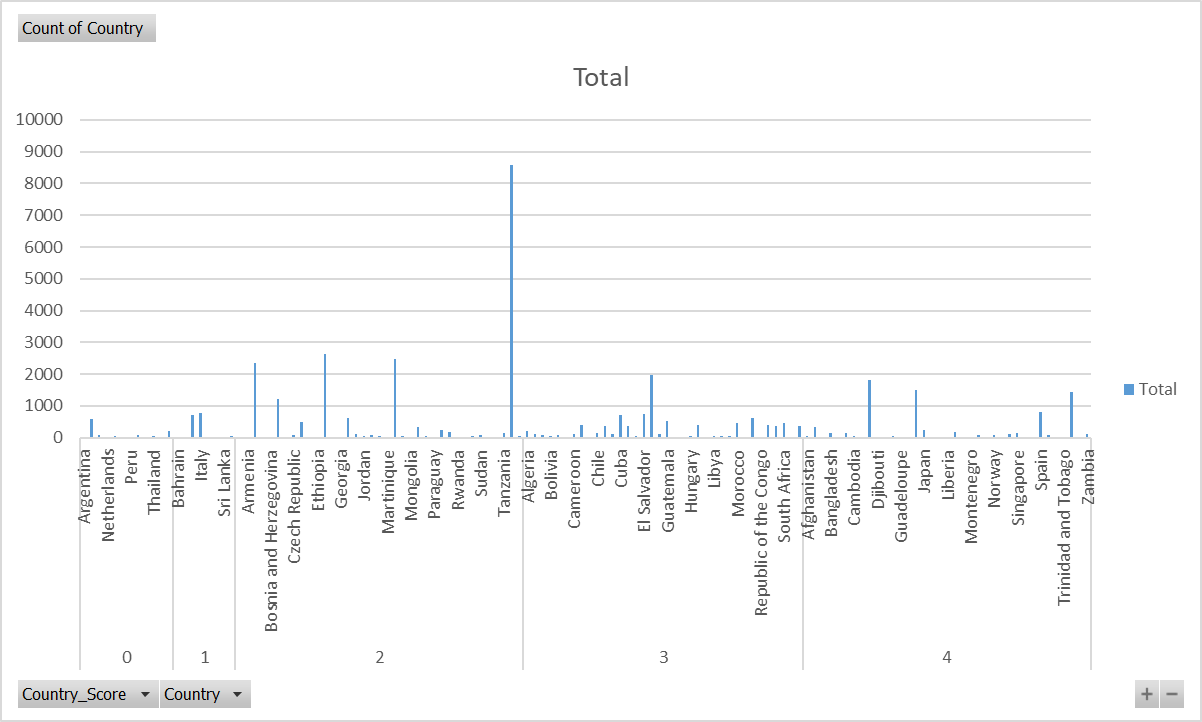 Count of Country
Total
10000
9000
8000
7000
6000
5000
4000
3000
2000
1000
0
Total
Argentina
Netherlands
Peru
Thailand
Bahrain
Italy
Sri Lanka
Armenia
Bosnia and Herzegovina
Czech Republic
Ethiopia
Georgia
Jordan
Martinique
Mongolia
Paraguay
Rwanda
Sudan
Tanzania
Algeria
Bolivia
Cameroon
Chile
Cuba
El Salvador
Guatemala
Hungary
Libya
Morocco
Republic of the Congo
South Africa
Afghanistan
Bangladesh
Cambodia
Djibouti
Guadeloupe
Japan
Liberia
Montenegro
Norway
Singapore
Spain
Trinidad and Tobago
Zambia
0 1 2 3 4
Country_Score Country + −